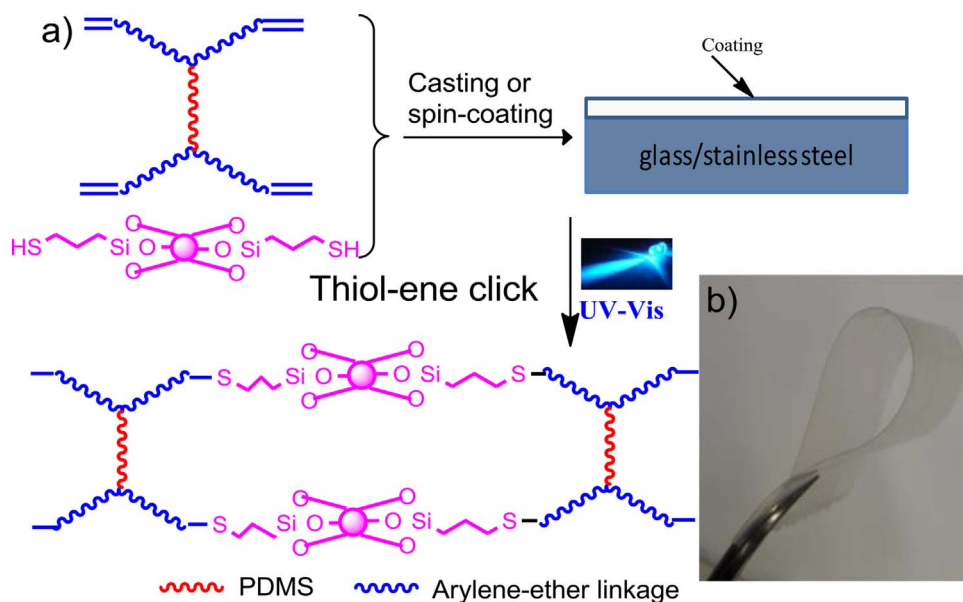 a)
Casting or
spin-coating
Coating
glass/stainless steel
HS
Si
O
O
O
O
O
O
Si
SH
Thiol-ene click
UV-Vis
b)
S
Si
O
O
O
O
O
O
Si
S
S
Si
O
O
O
O
O
O
Si
S
PDMS
Arylene-ether linkage